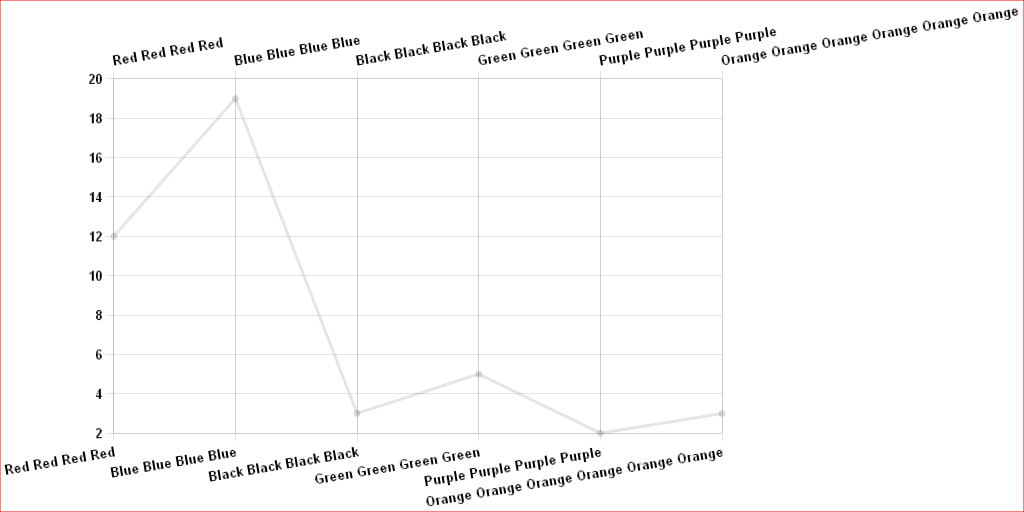 Red Red Red Red
Blue Blue Blue Blue
Black Black Black Black
Green Green Green Green
Purple Purple Purple Purple
Orange Orange Orange Orange Orange Orange
20
18
16
14
12
10
8
6
4
2
Red Red Red Red
Blue Blue Blue Blue
Black Black Black Black
Green Green Green Green
Purple Purple Purple Purple
Orange Orange Orange Orange Orange Orange